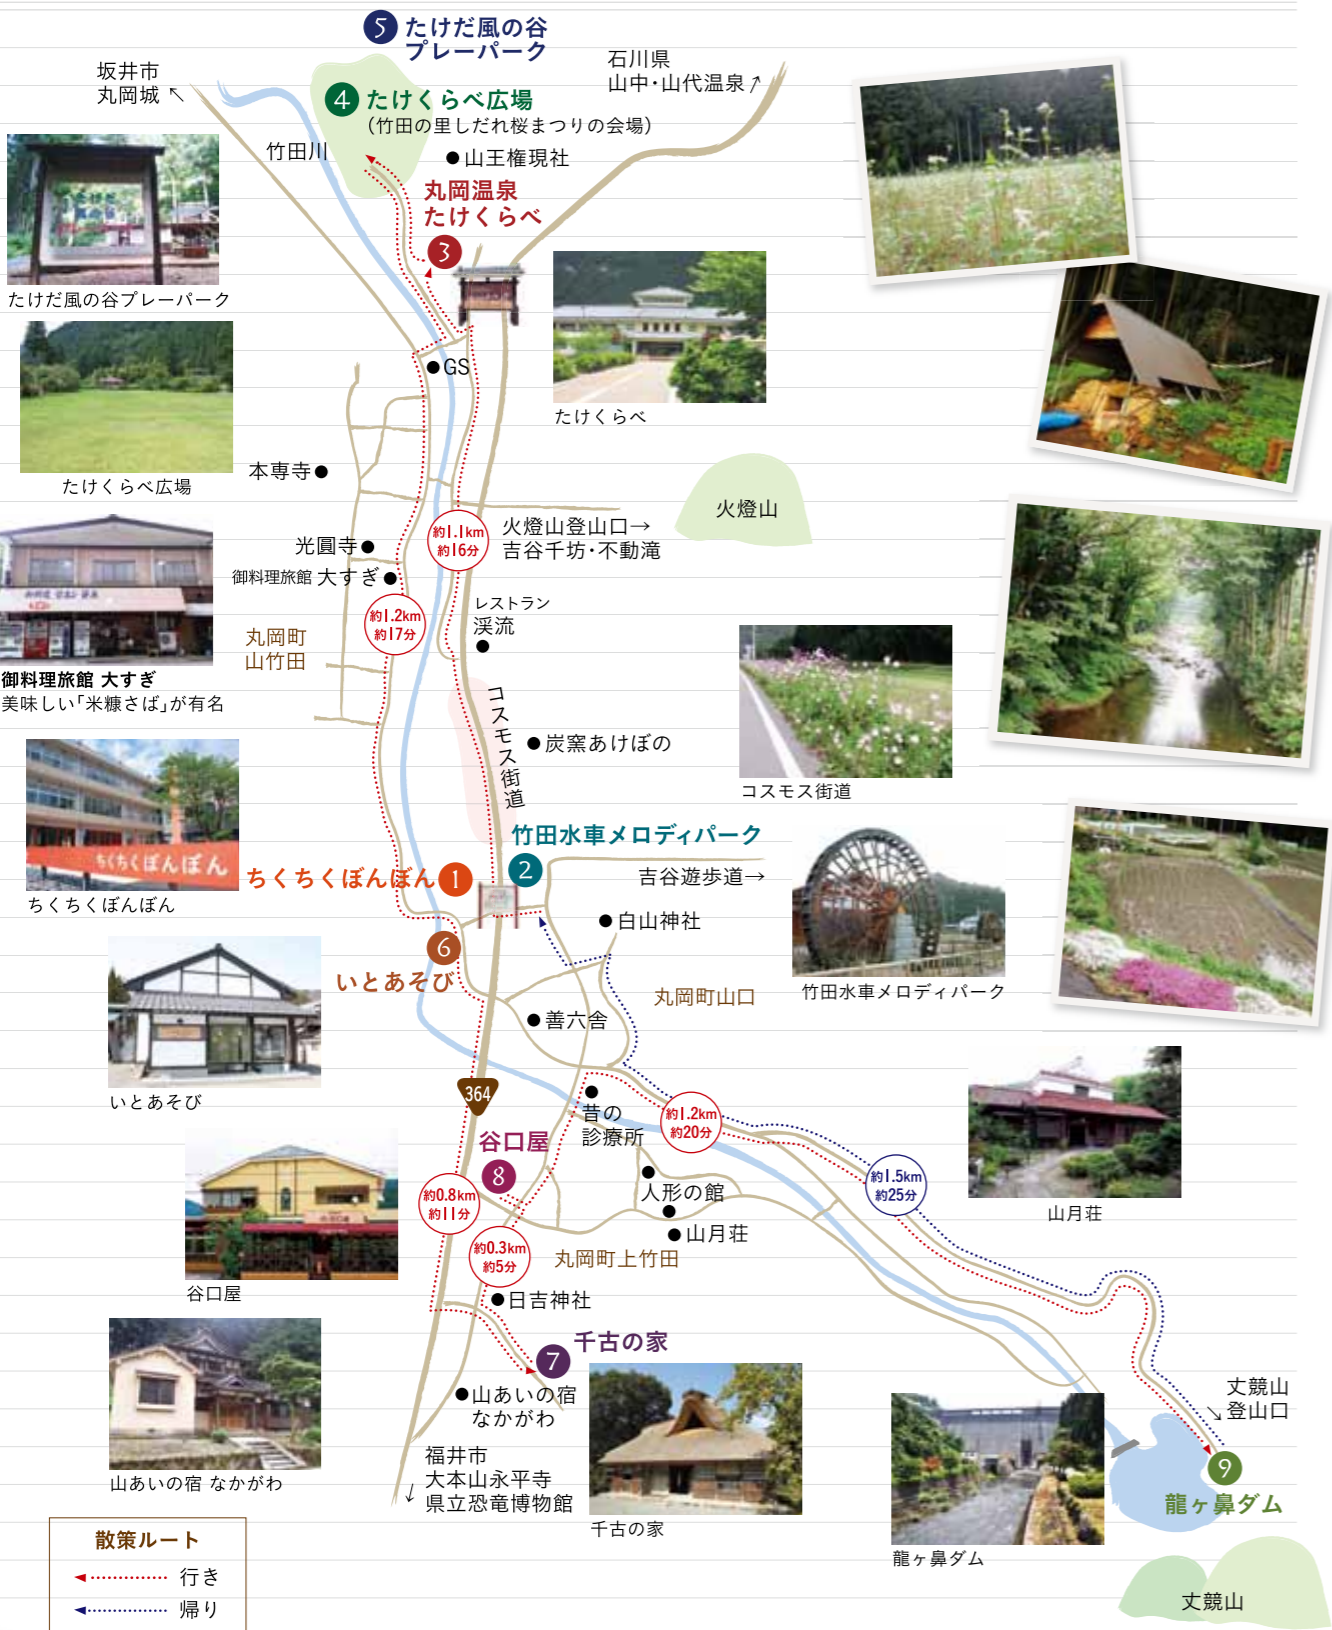 5 たけだ風の谷
プレーパーク
坂井市
丸岡城 ↖
石川県
山中・山代温泉↗
4 たけくらべ広場
(竹田の里しだれ桜まつりの会場)
竹田川
●山王権現社
丸岡温泉
たけくらべ
3
たけだ風の谷プレーパーク
●GS
たけくらべ
本専寺●
たけくらべ広場
火燈山
約1.1km
約16分
火燈山登山口→
吉谷千坊・不動滝
光圓寺●
御料理旅館 大すぎ●
約1.2km
約17分
レストラン
渓流
●
丸岡町
山竹田
御料理旅館 大すぎ
美味しい「米糠さば」が有名
コスモス街道
●炭窯あけぼの
コスモス街道
竹田水車メロディパーク
2
ちくちくぼんぼん
ちくちくぼんぼん 1
吉谷遊歩道→
ちくちくぼんぼん
●白山神社
6
いとあそび
竹田水車メロディパーク
丸岡町山口
●善六舎
いとあそび
364
昔の
診療所
約1.2km
約20分
谷口屋
8
約1.5km
約25分
人形の館
約0.8km
約11分
●山月荘
山月荘
約0.3km
約5分
丸岡町上竹田
谷口屋
●日吉神社
千古の家
7
●山あいの宿
なかがわ
丈競山
↘登山口
福井市
大本山永平寺
↓ 県立恐竜博物館
9
龍ヶ鼻ダム
山あいの宿 なかがわ
千古の家
龍ヶ鼻ダム
散策ルート
行き
帰り
丈競山